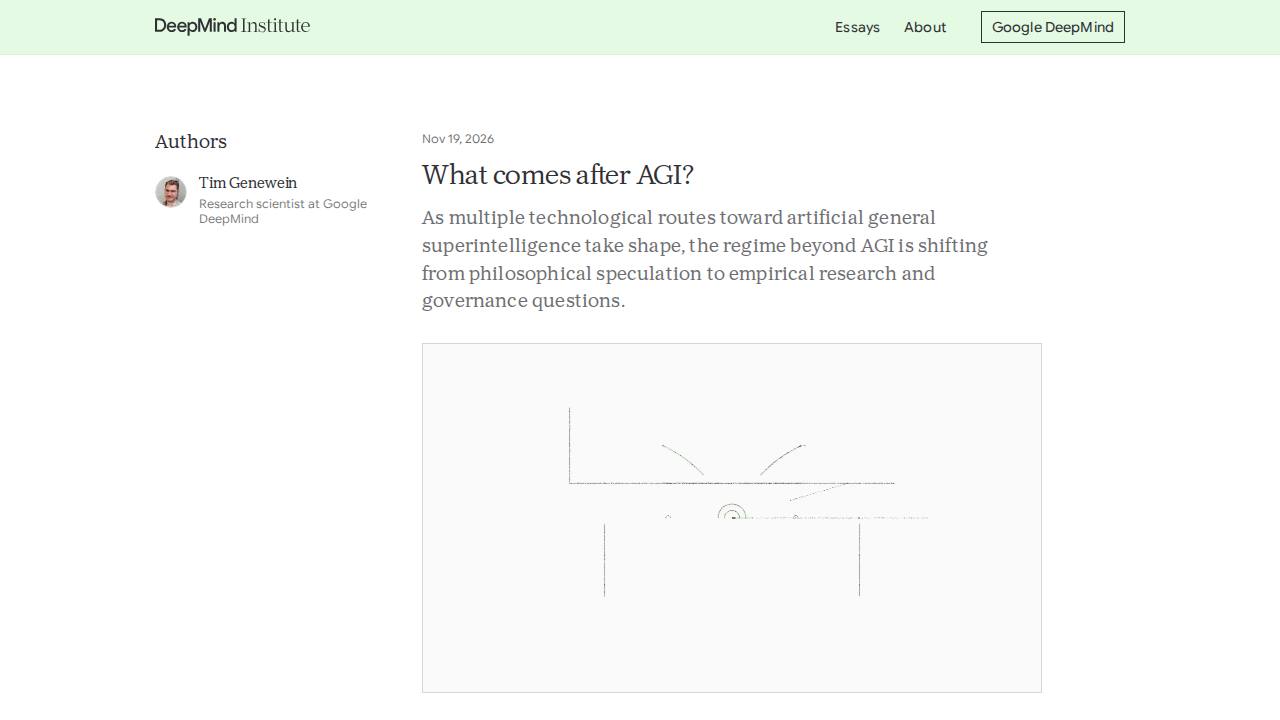 DeepMind Institute
Essays
About
Google DeepMind
Authors
Tim Genewein
Research scientist at Google
DeepMind
Nov 19, 2026
What comes after AGI?
As multiple technological routes toward artificial general
superintelligence take shape, the regime beyond AGI is shifting
from philosophical speculation to empirical research and
governance questions.